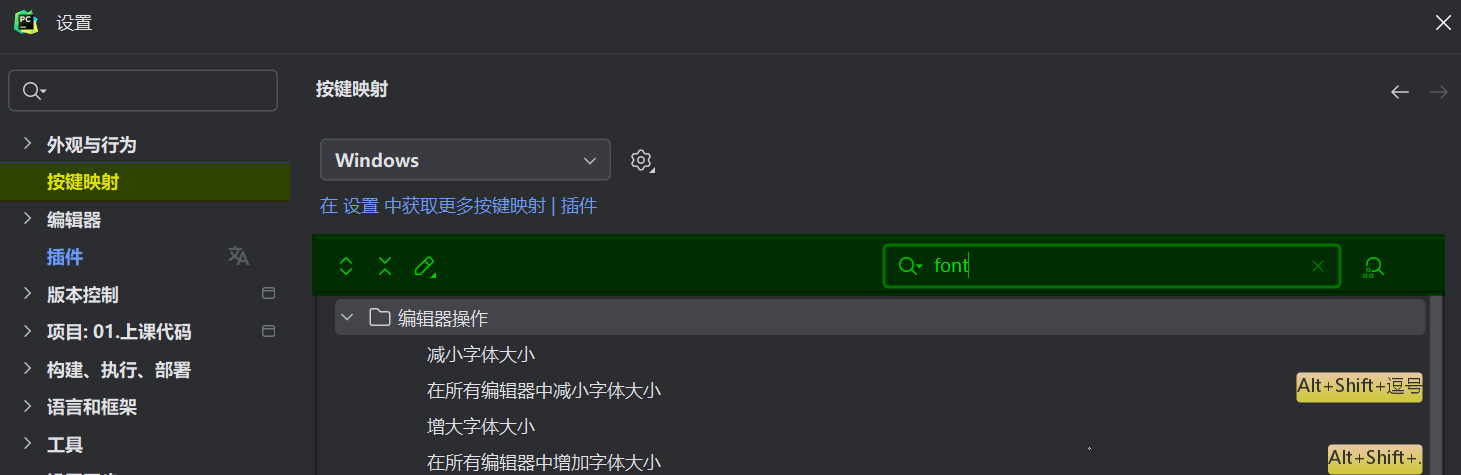 PC
设置
按键映射
外观与行为
按键映射
编辑器
插件
版本控制
项目: 01.上课代码
构建、执行、部署
语言和框架
工具
Windows
在 设置 中获取更多按键映射 | 插件
font
编辑器操作
减小字体大小
在所有编辑器中减小字体大小 Alt+Shift+逗号
增大字体大小
在所有编辑器中增加字体大小 Alt+Shift+.